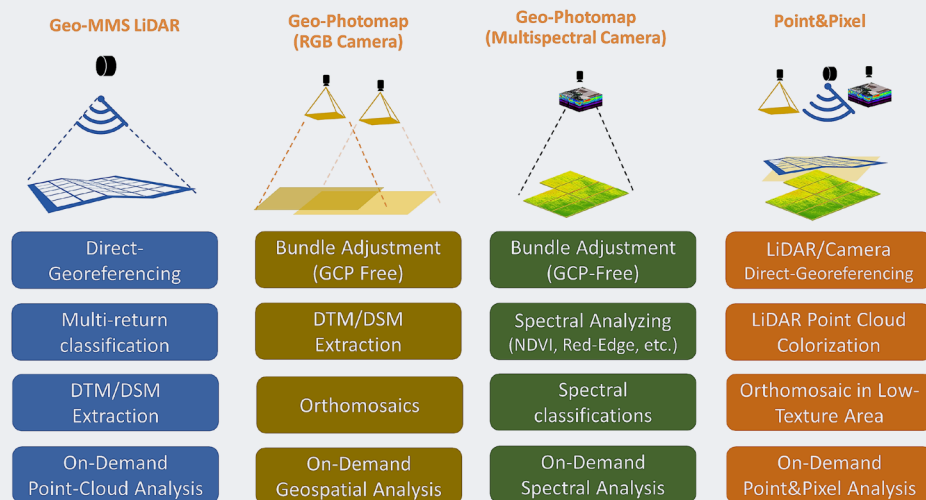 Geo-MMS LiDAR
Geo-Photomap
(RGB Camera)
Geo-Photomap
(Multispectral Camera)
Point&Pixel
Direct-
Georeferencing
Multi-return
classification
DTM/DSM
Extraction
On-Demand
Point-Cloud Analysis
Bundle Adjustment
(GCP Free)
DTM/DSM
Extraction
Orthomosaics
On-Demand
Geospatial Analysis
Bundle Adjustment
(GCP-Free)
Spectral Analyzing
(NDVI, Red-Edge, etc.)
Spectral
classifications
On-Demand
Spectral Analysis
LiDAR/Camera
Direct-Georeferencing
LiDAR Point Cloud
Colorization
Orthomosaic in Low-
Texture Area
On-Demand
Point&Pixel Analysis